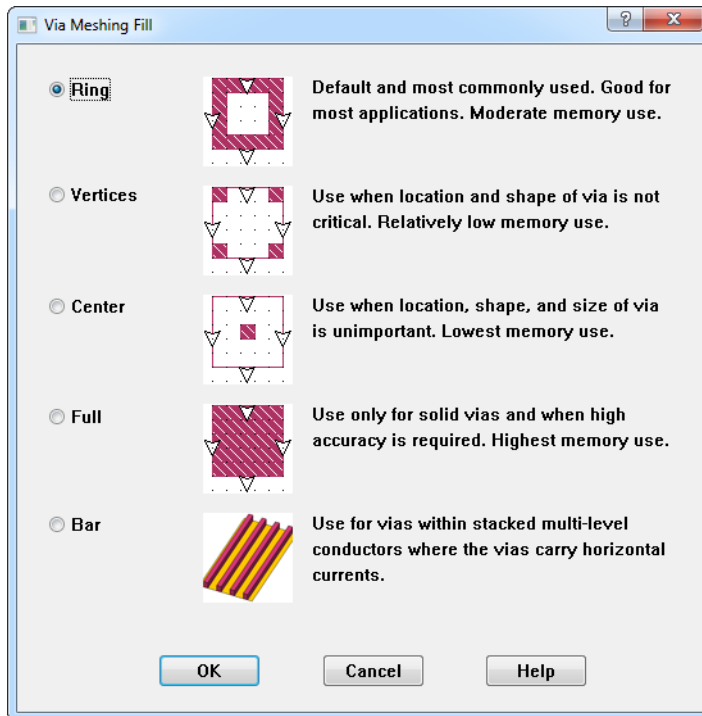 Via Meshing Fill
Ring
Default and most commonly used. Good for
most applications. Moderate memory use.
Vertices
Use when location and shape of via is not
critical. Relatively low memory use.
Center
Use when location, shape, and size of via
is unimportant. Lowest memory use.
Full
Use only for solid vias and when high
accuracy is required. Highest memory use.
Bar
Use for vias within stacked multi-level
conductors where the vias carry horizontal
currents.
OK
Cancel
Help